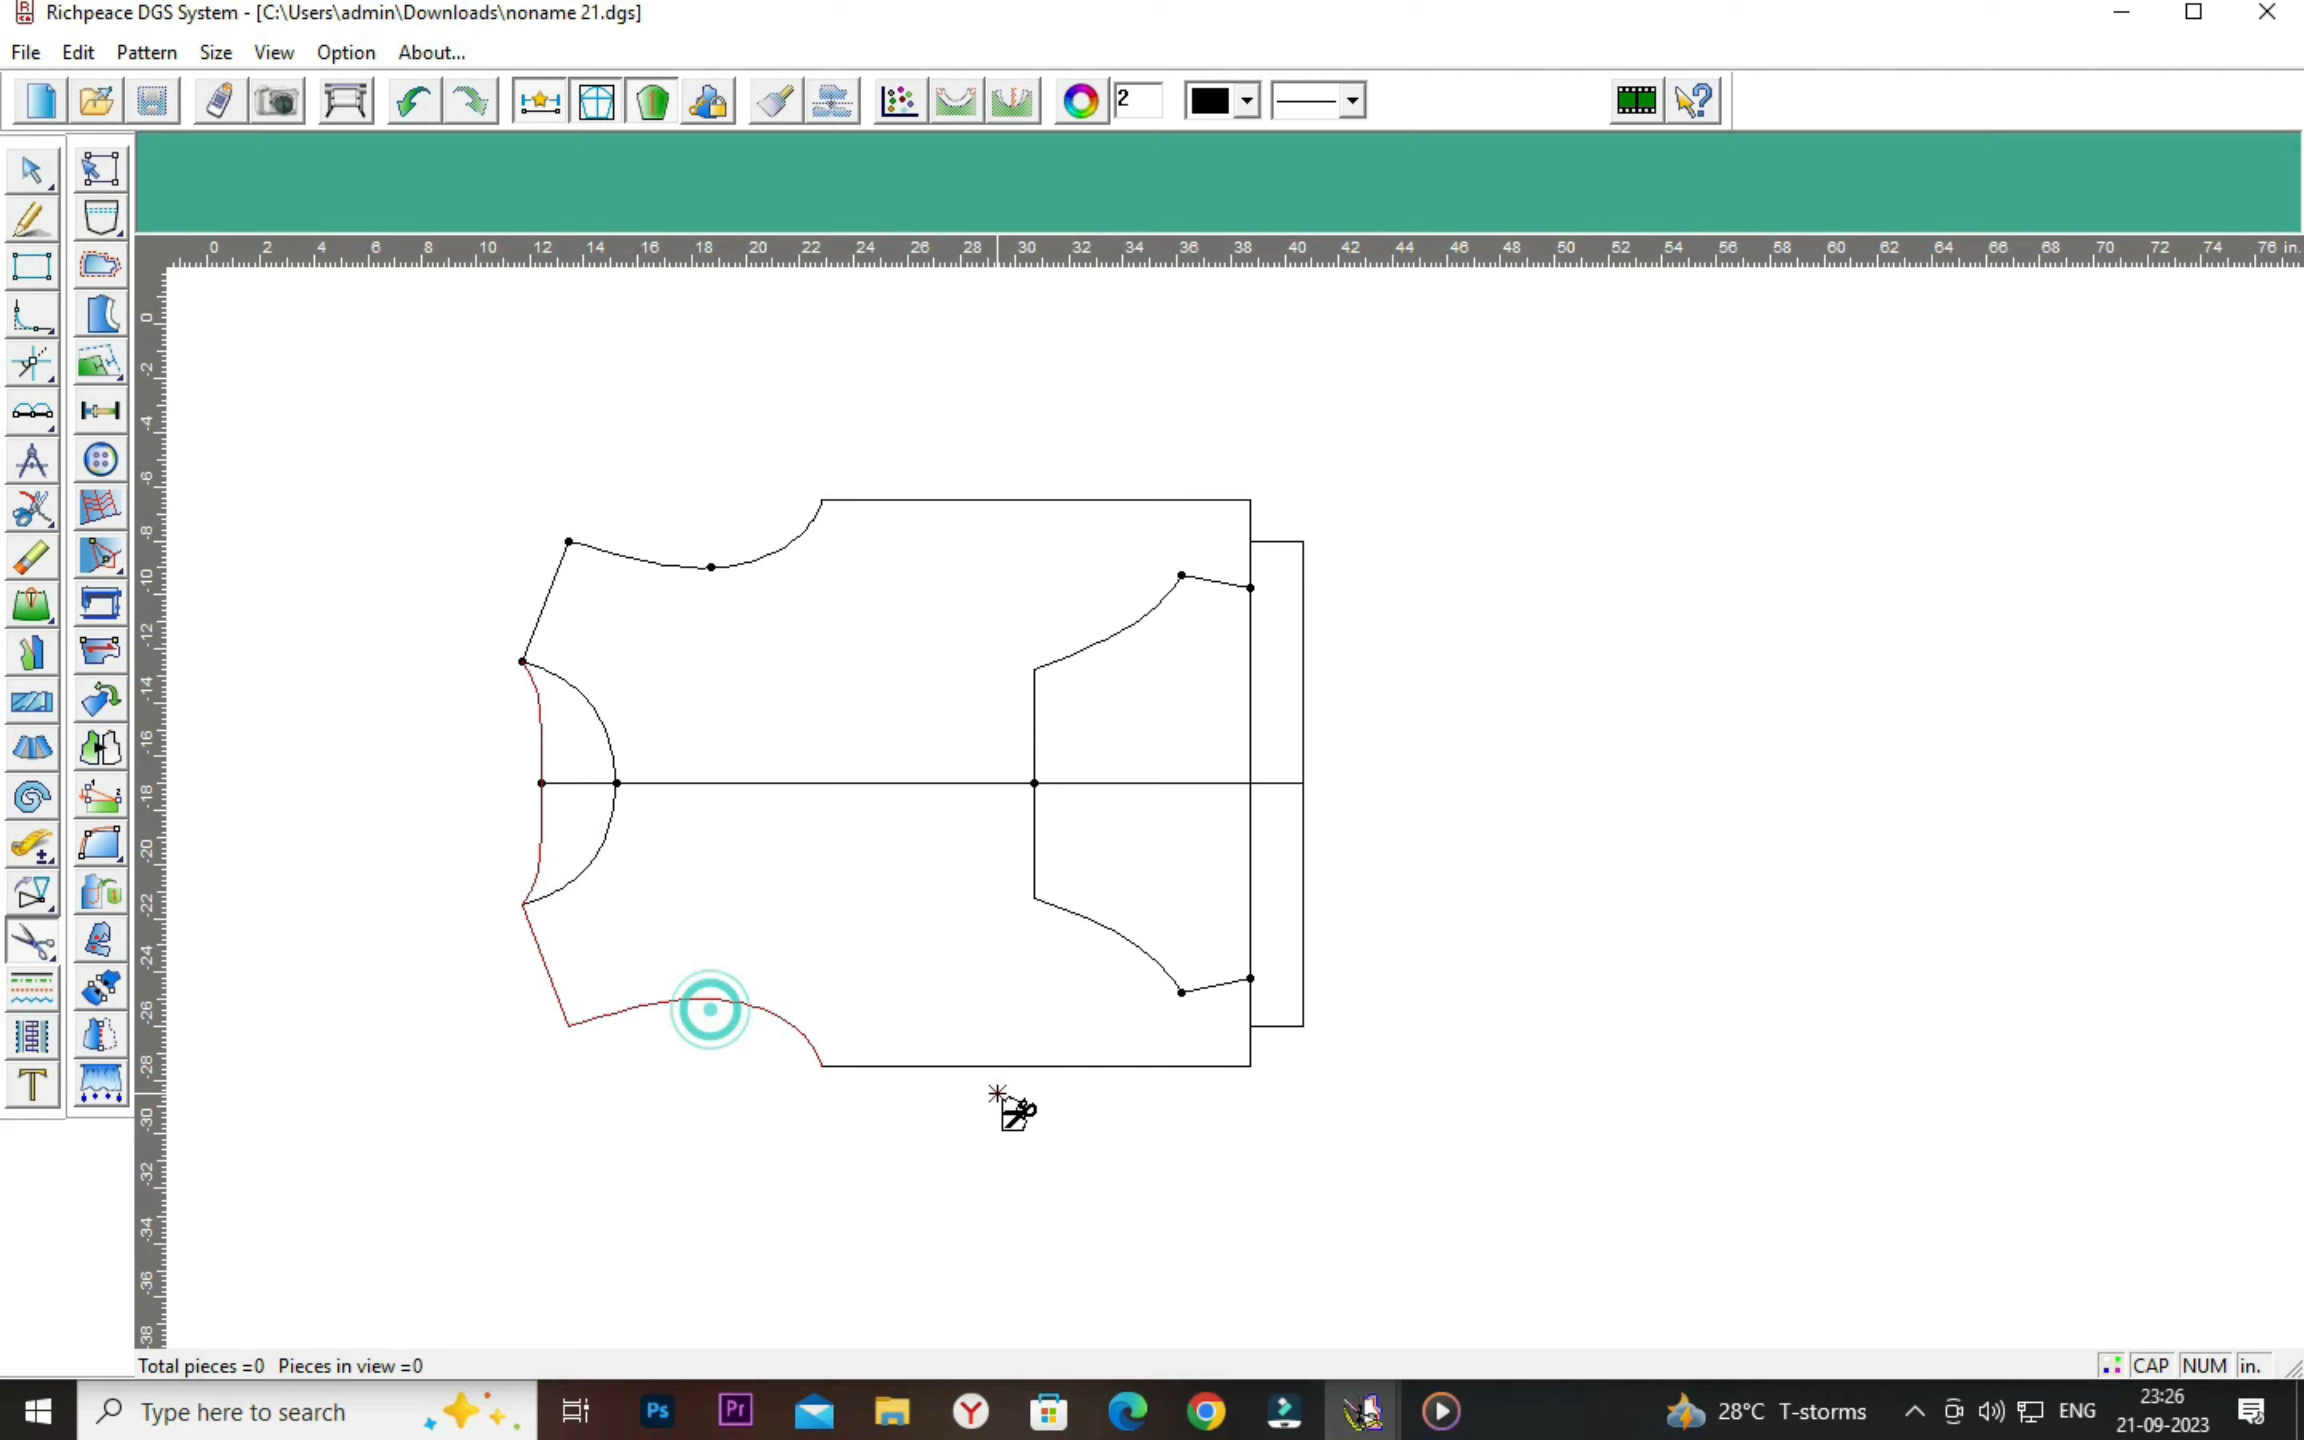 Richpeace DGS System - [C:\Users\admin\Downloads\noname 21.dgs]
File Edit Pattern Size View Option About...
2
0 2 4 6 8 10 12 14 16 18 20 22 24 26 28 30 32 34 36 38 40 42 44 46 48 50 52 54 56 58 60 62 64 66 68 70 72 74 76 in.
0
-2
-4
-6
-8
-10
-12
-14
-16
-18
-20
-22
-24
-26
-28
-30
-32
-34
-36
-38
T
Total pieces =0 Pieces in view =0
CAP NUM in.
Type here to search
Ps
Pr
28°C T-storms
ENG
23:26
21-09-2023